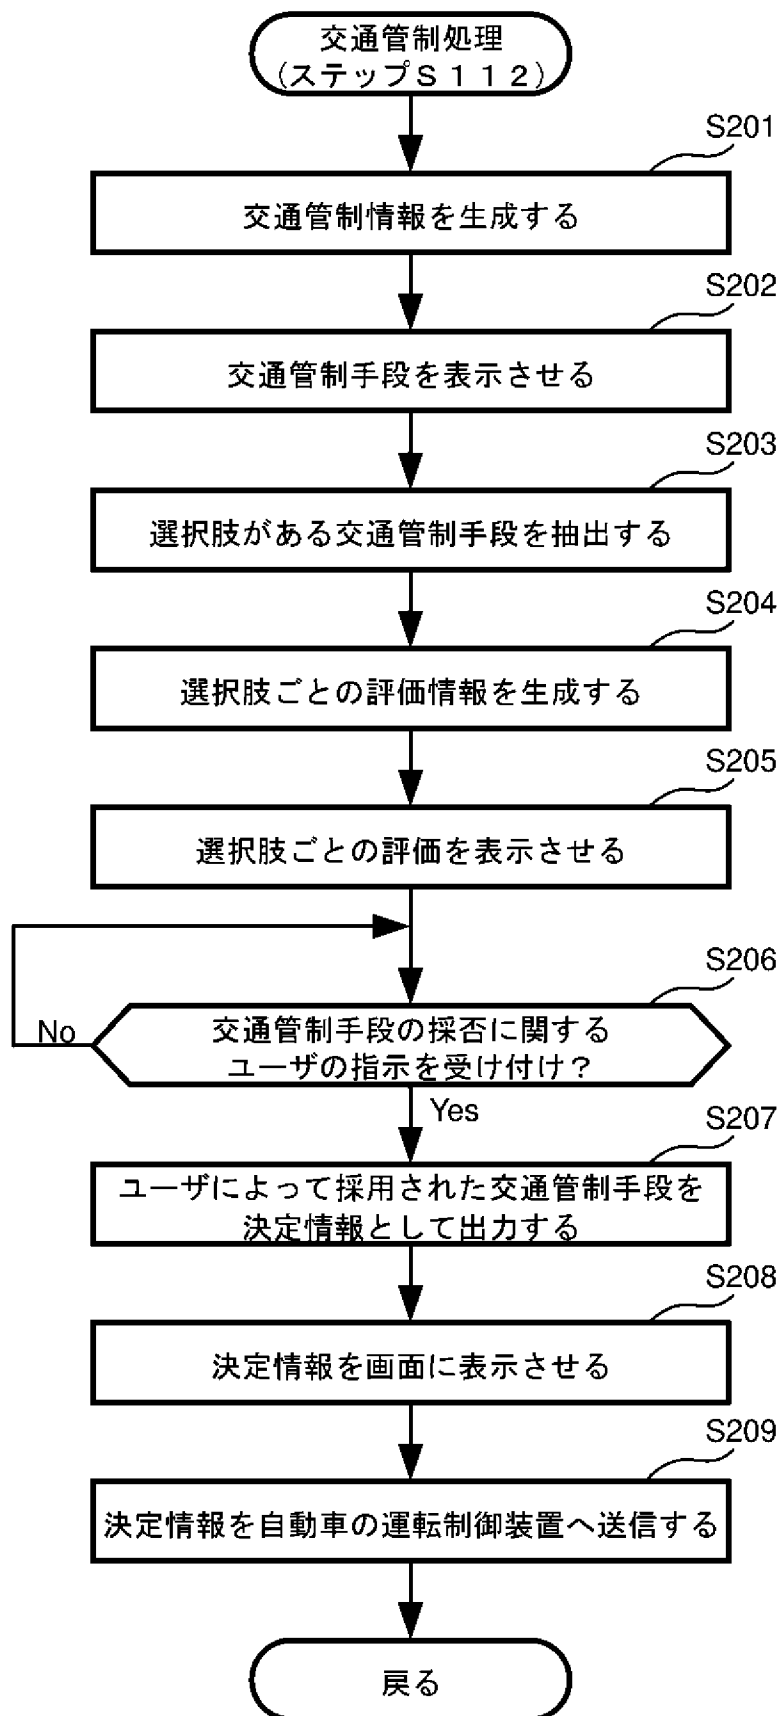 交通管制処理
(ステップS112)
S201
交通管制情報を生成する
S202
交通管制手段を表示させる
S203
選択肢がある交通管制手段を抽出する
S204
選択肢ごとの評価情報を生成する
S205
選択肢ごとの評価を表示させる
S206
No
交通管制手段の採否に関する
ユーザの指示を受け付け？
Yes
S207
ユーザによって採用された交通管制手段を
決定情報として出力する
S208
決定情報を画面に表示させる
S209
決定情報を自動車の運転制御装置へ送信する
戻る